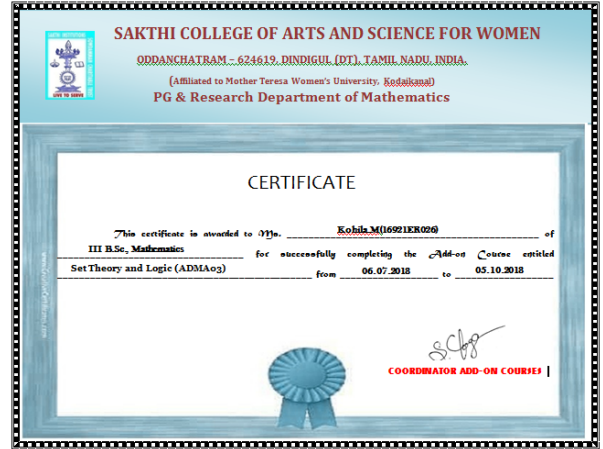 SAKTHI COLLEGE OF ARTS AND SCIENCE FOR WOMEN
ODDANCHATRAM – 624619, DINDIGUL (DT), TAMIL NADU, INDIA.
(Affiliated to Mother Teresa Women's University, Kodaikanal)
PG & Research Department of Mathematics
LIVE TO SERVE
CERTIFICATE
This certificate is awarded to Ms. Kohila.M(16921ER026) of
III B.Sc., Mathematics for successfully completing the Add-on Course entitled
Set Theory and Logic (ADMA03) from 06.07.2018 to 05.10.2018
COORDINATOR ADD-ON COURSES